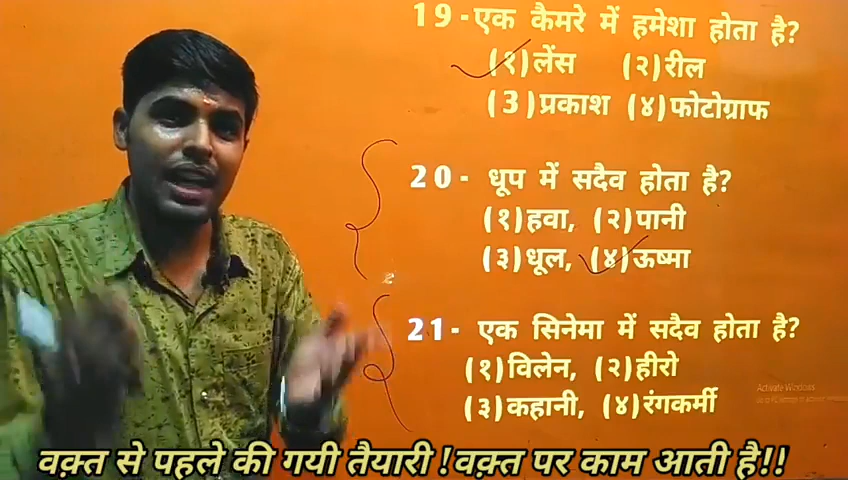 19-एक कैमरे में हमेशा होता है?
(१)लेंस (२)रील
(3)प्रकाश (४)फोटोग्राफ
20- धूप में सदैव होता है?
(१)हवा, (२)पानी
(३)धूल, (४)ऊष्मा
21- एक सिनेमा में सदैव होता है?
(१)विलेन, (२)हीरो
(३)कहानी, (४)रंगकर्मी
Activate Windows
वक़्त से पहले की गयी तैयारी !वक़्त पर काम आती है!!